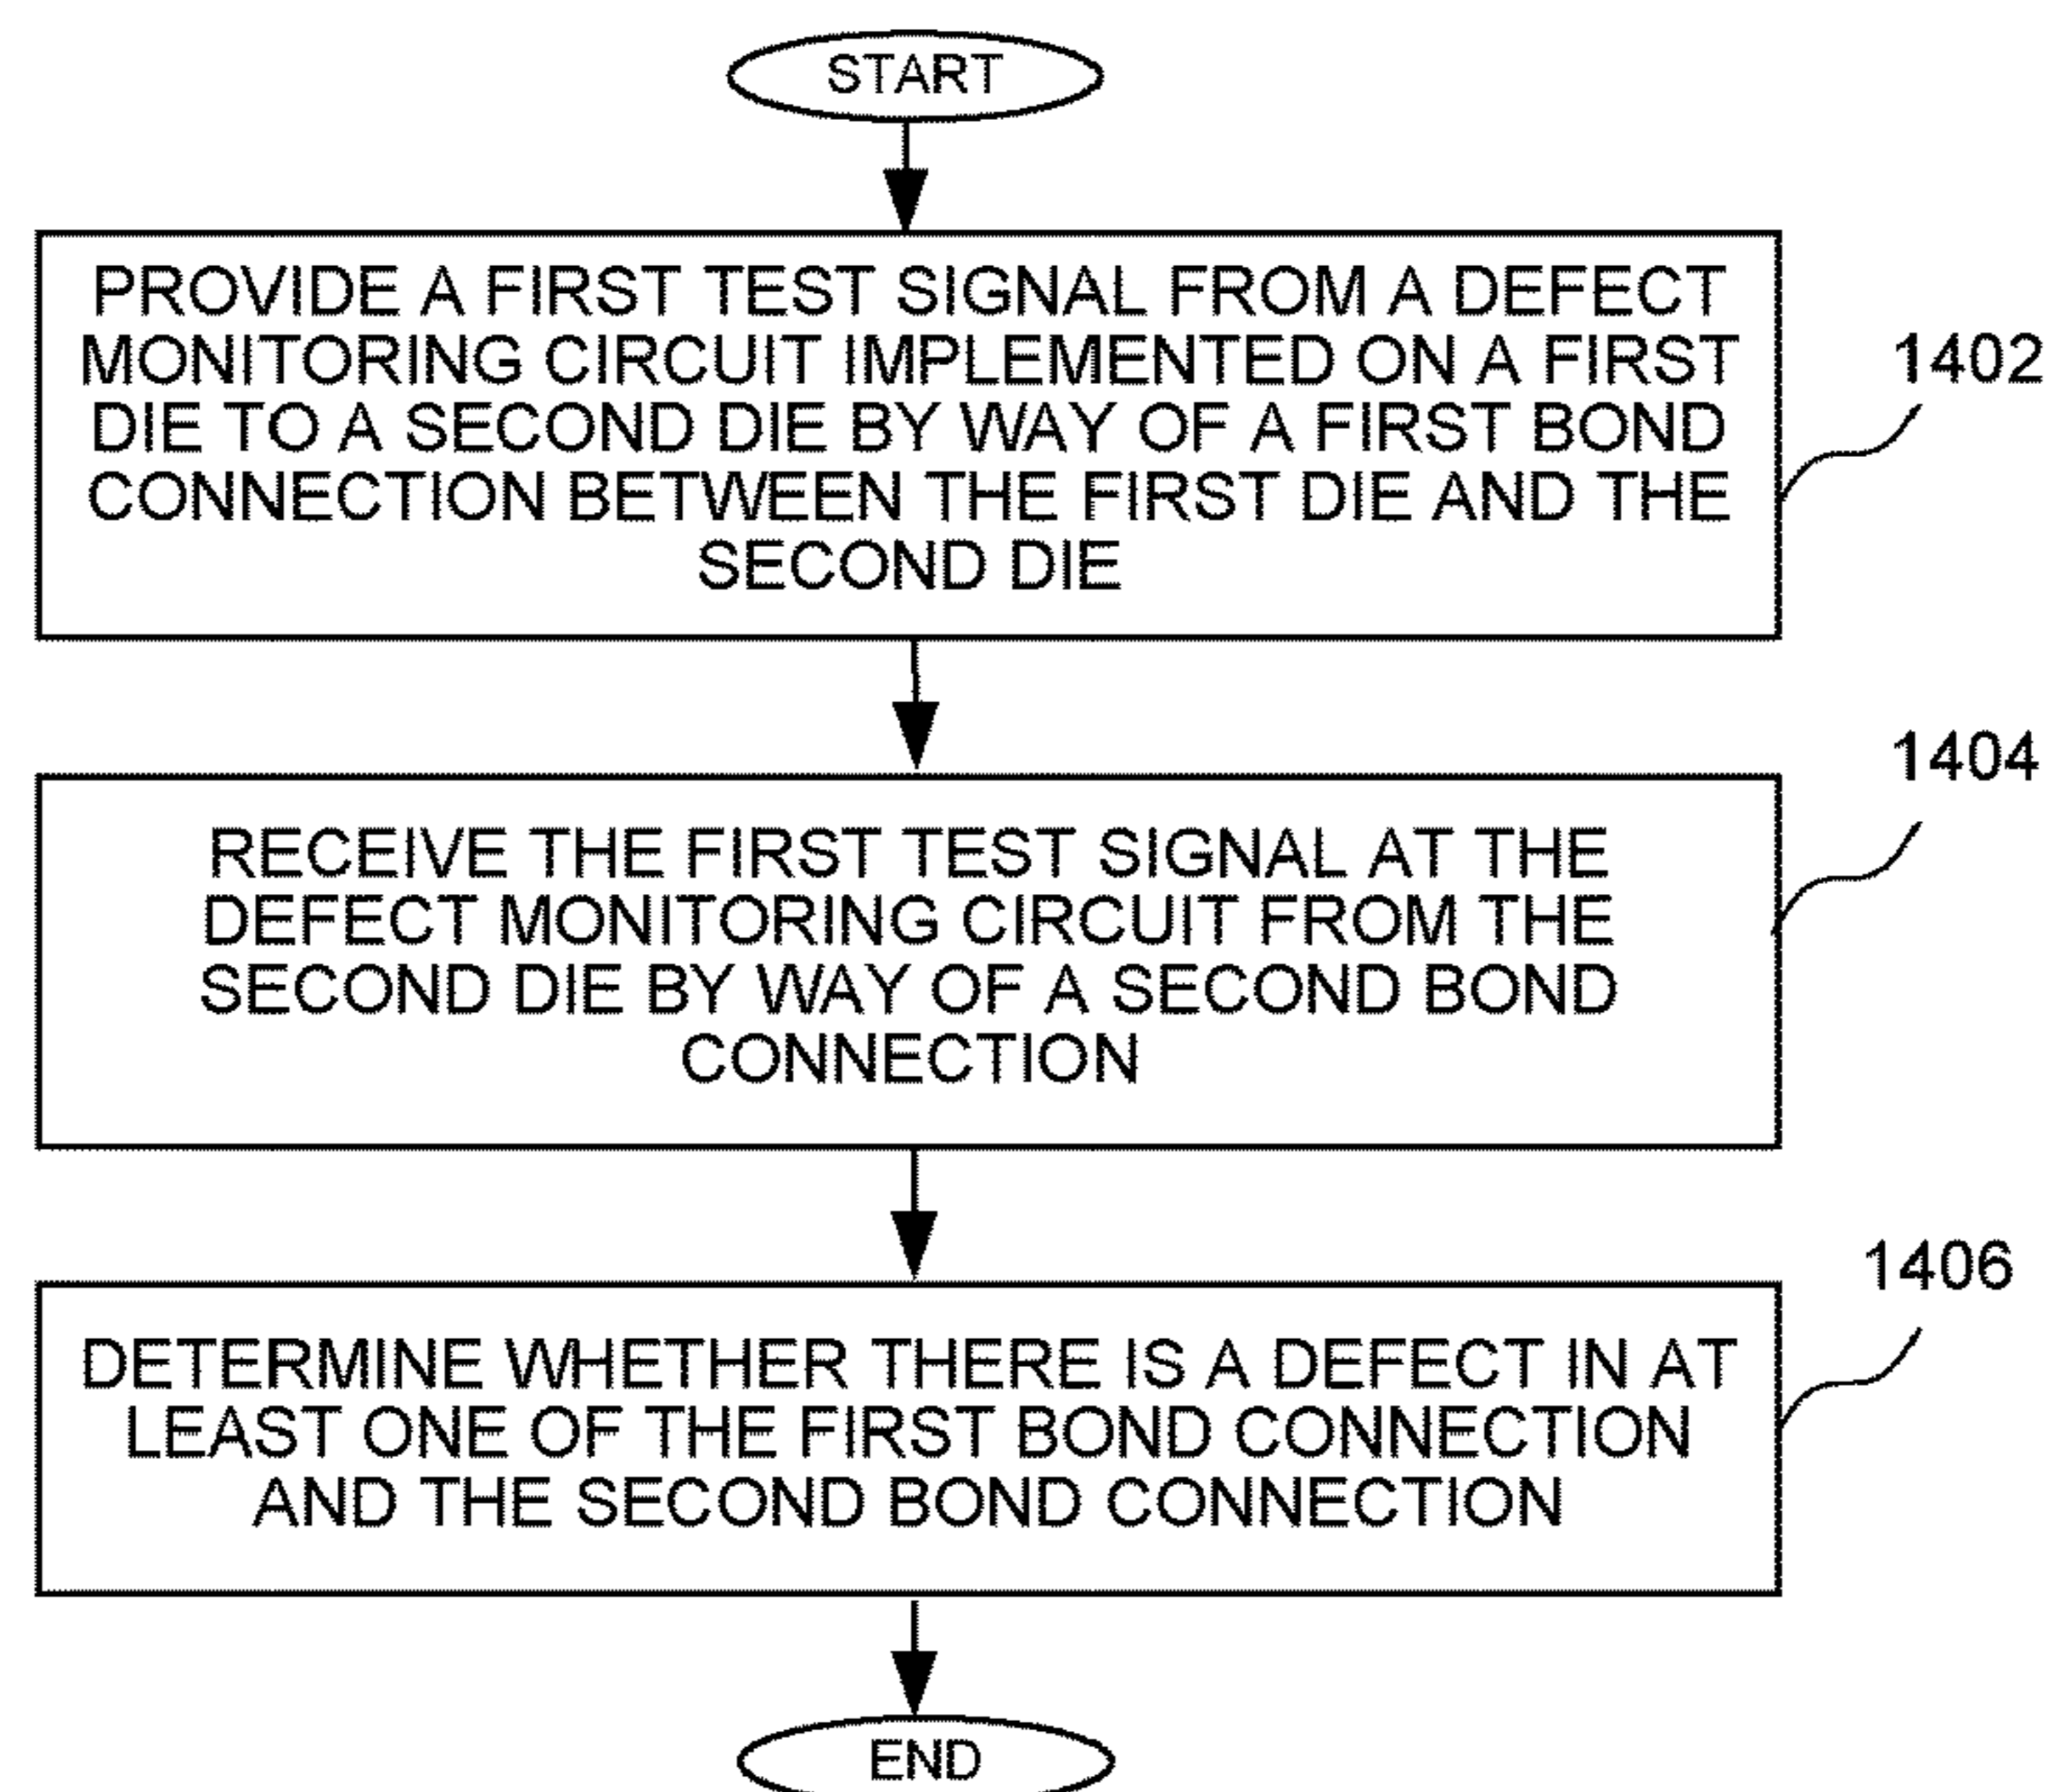 START
PROVIDE A FIRST TEST SIGNAL FROM A DEFECT
MONITORING CIRCUIT IMPLEMENTED ON A FIRST
DIE TO A SECOND DIE BY WAY OF A FIRST BOND
CONNECTION BETWEEN THE FIRST DIE AND THE
SECOND DIE
1402
RECEIVE THE FIRST TEST SIGNAL AT THE
DEFECT MONITORING CIRCUIT FROM THE
SECOND DIE BY WAY OF A SECOND BOND
CONNECTION
1404
DETERMINE WHETHER THERE IS A DEFECT IN AT
LEAST ONE OF THE FIRST BOND CONNECTION
AND THE SECOND BOND CONNECTION
1406
END